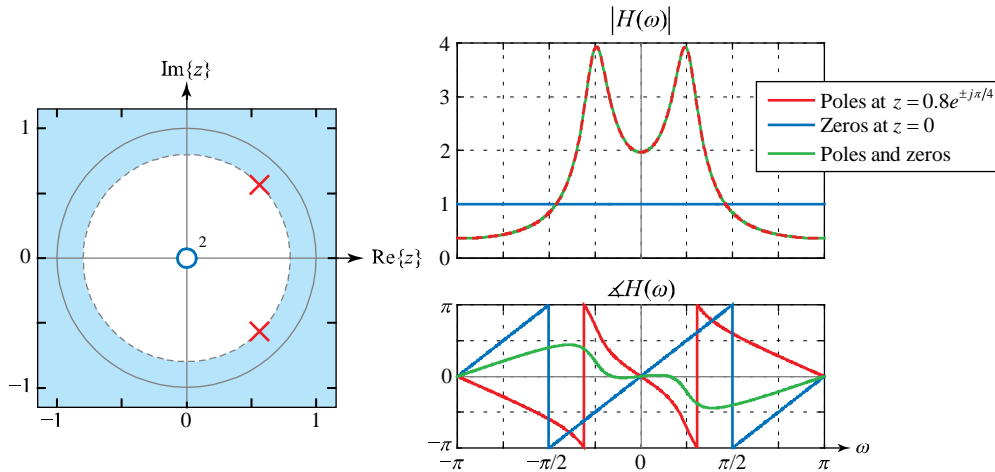 Im{z}
1
0
−1
−1
0
1
2
Re{z}
|H(ω)|
4
3
2
1
0
Poles at z = 0.8e^{±jπ/4}
Zeros at z = 0
Poles and zeros
∡H(ω)
π
0
−π
−π
−π/2
0
π/2
π
ω